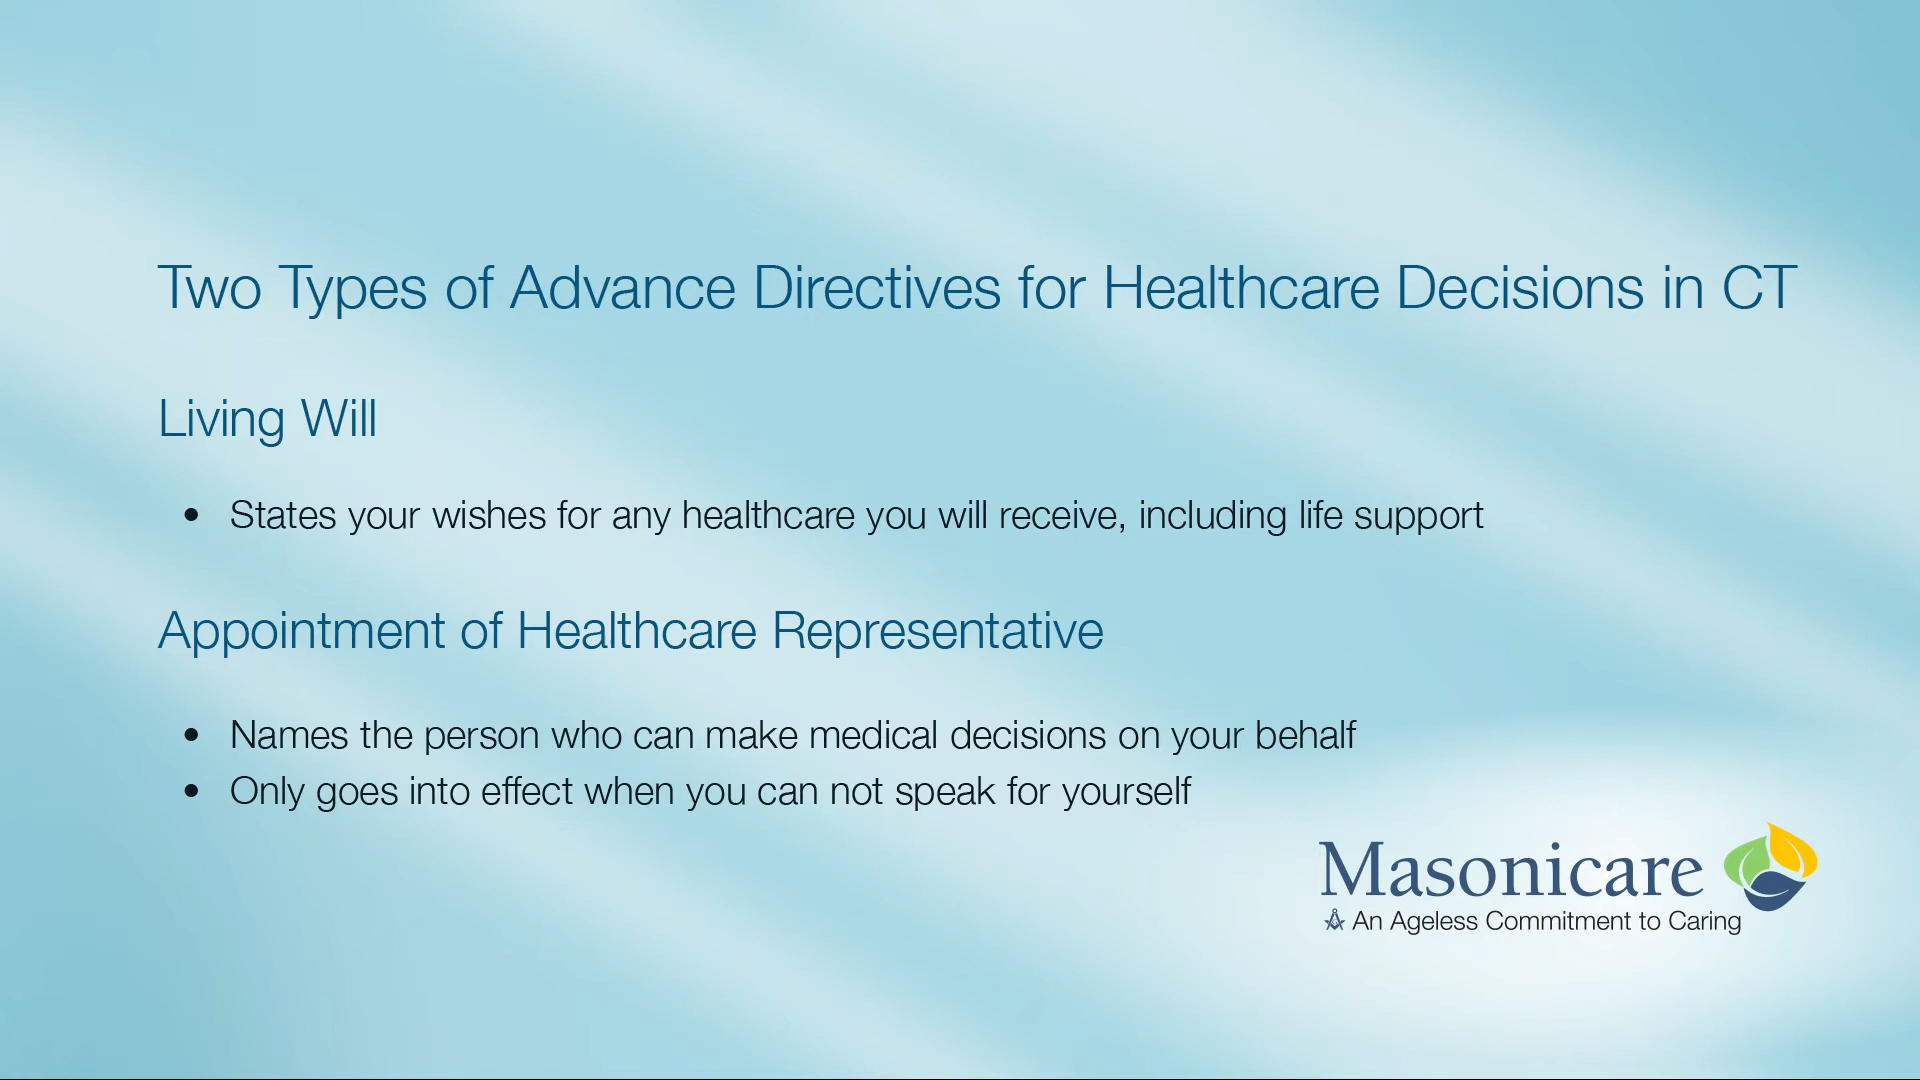 Two Types of Advance Directives for Healthcare Decisions in CT
Living Will
• States your wishes for any healthcare you will receive, including life support
Appointment of Healthcare Representative
• Names the person who can make medical decisions on your behalf
• Only goes into effect when you can not speak for yourself
Masonicare
An Ageless Commitment to Caring